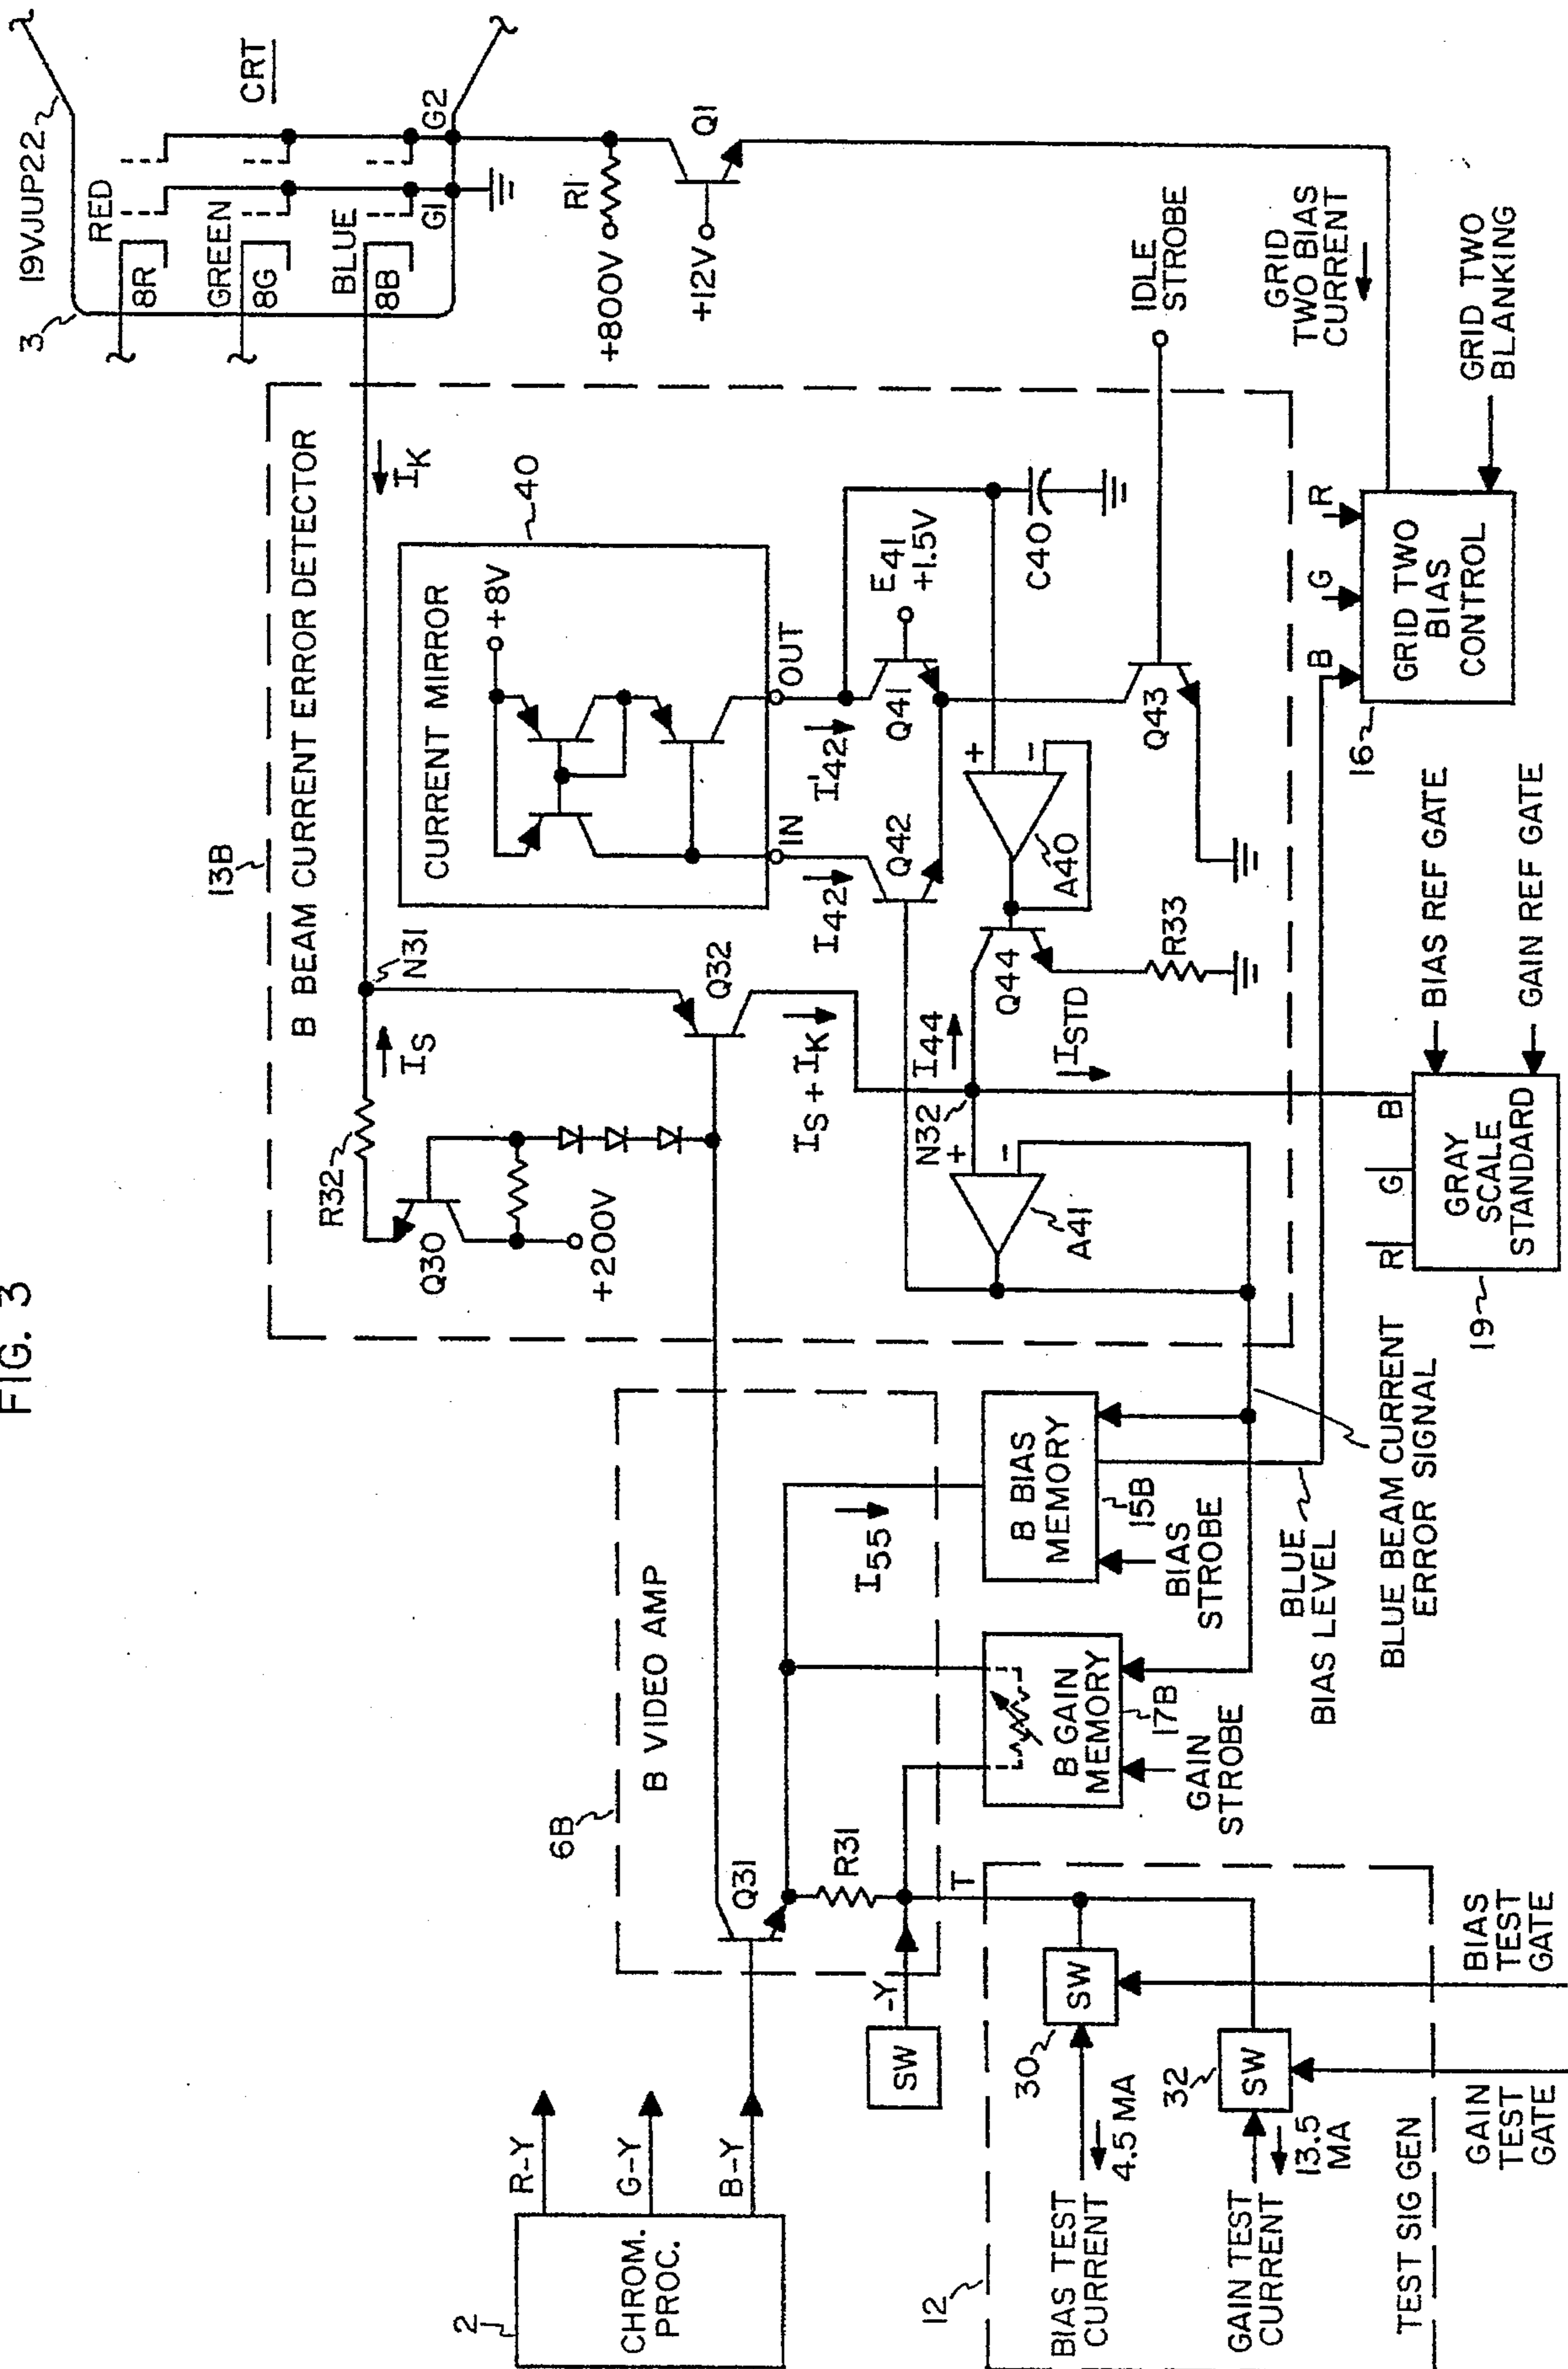 FIG. 3
19VJUP22
3
RED
8R
GREEN
8G
BLUE
8B
CRT
G1
G2
R1
+800V
Q1
+12V
13B
B BEAM CURRENT ERROR DETECTOR
IK
N31
IS
R32
Q30
+200V
Q32
IS + IK
CURRENT MIRROR
40
+8V
IN
OUT
I42
I'42
Q42
Q41
E41
+1.5V
C40
Q43
IDLE
STROBE
GRID
TWO BIAS
CURRENT
A40
+
-
Q44
R33
I44
ISTD
N32
+
-
A41
6B
B VIDEO AMP
Q31
R31
I55
B BIAS
MEMORY
15B
BIAS
STROBE
B GAIN
MEMORY
17B
GAIN
STROBE
BLUE
BIAS LEVEL
BLUE BEAM CURRENT
ERROR SIGNAL
R
G
B
GRAY
SCALE
STANDARD
19
BIAS REF GATE
GAIN REF GATE
B
G
R
GRID TWO
BIAS
CONTROL
16
GRID TWO
BLANKING
2
CHROM.
PROC.
R-Y
G-Y
B-Y
SW
-Y
T
12
30
SW
BIAS TEST
CURRENT
4.5 MA
32
SW
GAIN TEST
CURRENT
13.5
MA
TEST SIG GEN
GAIN
TEST
GATE
BIAS
TEST
GATE